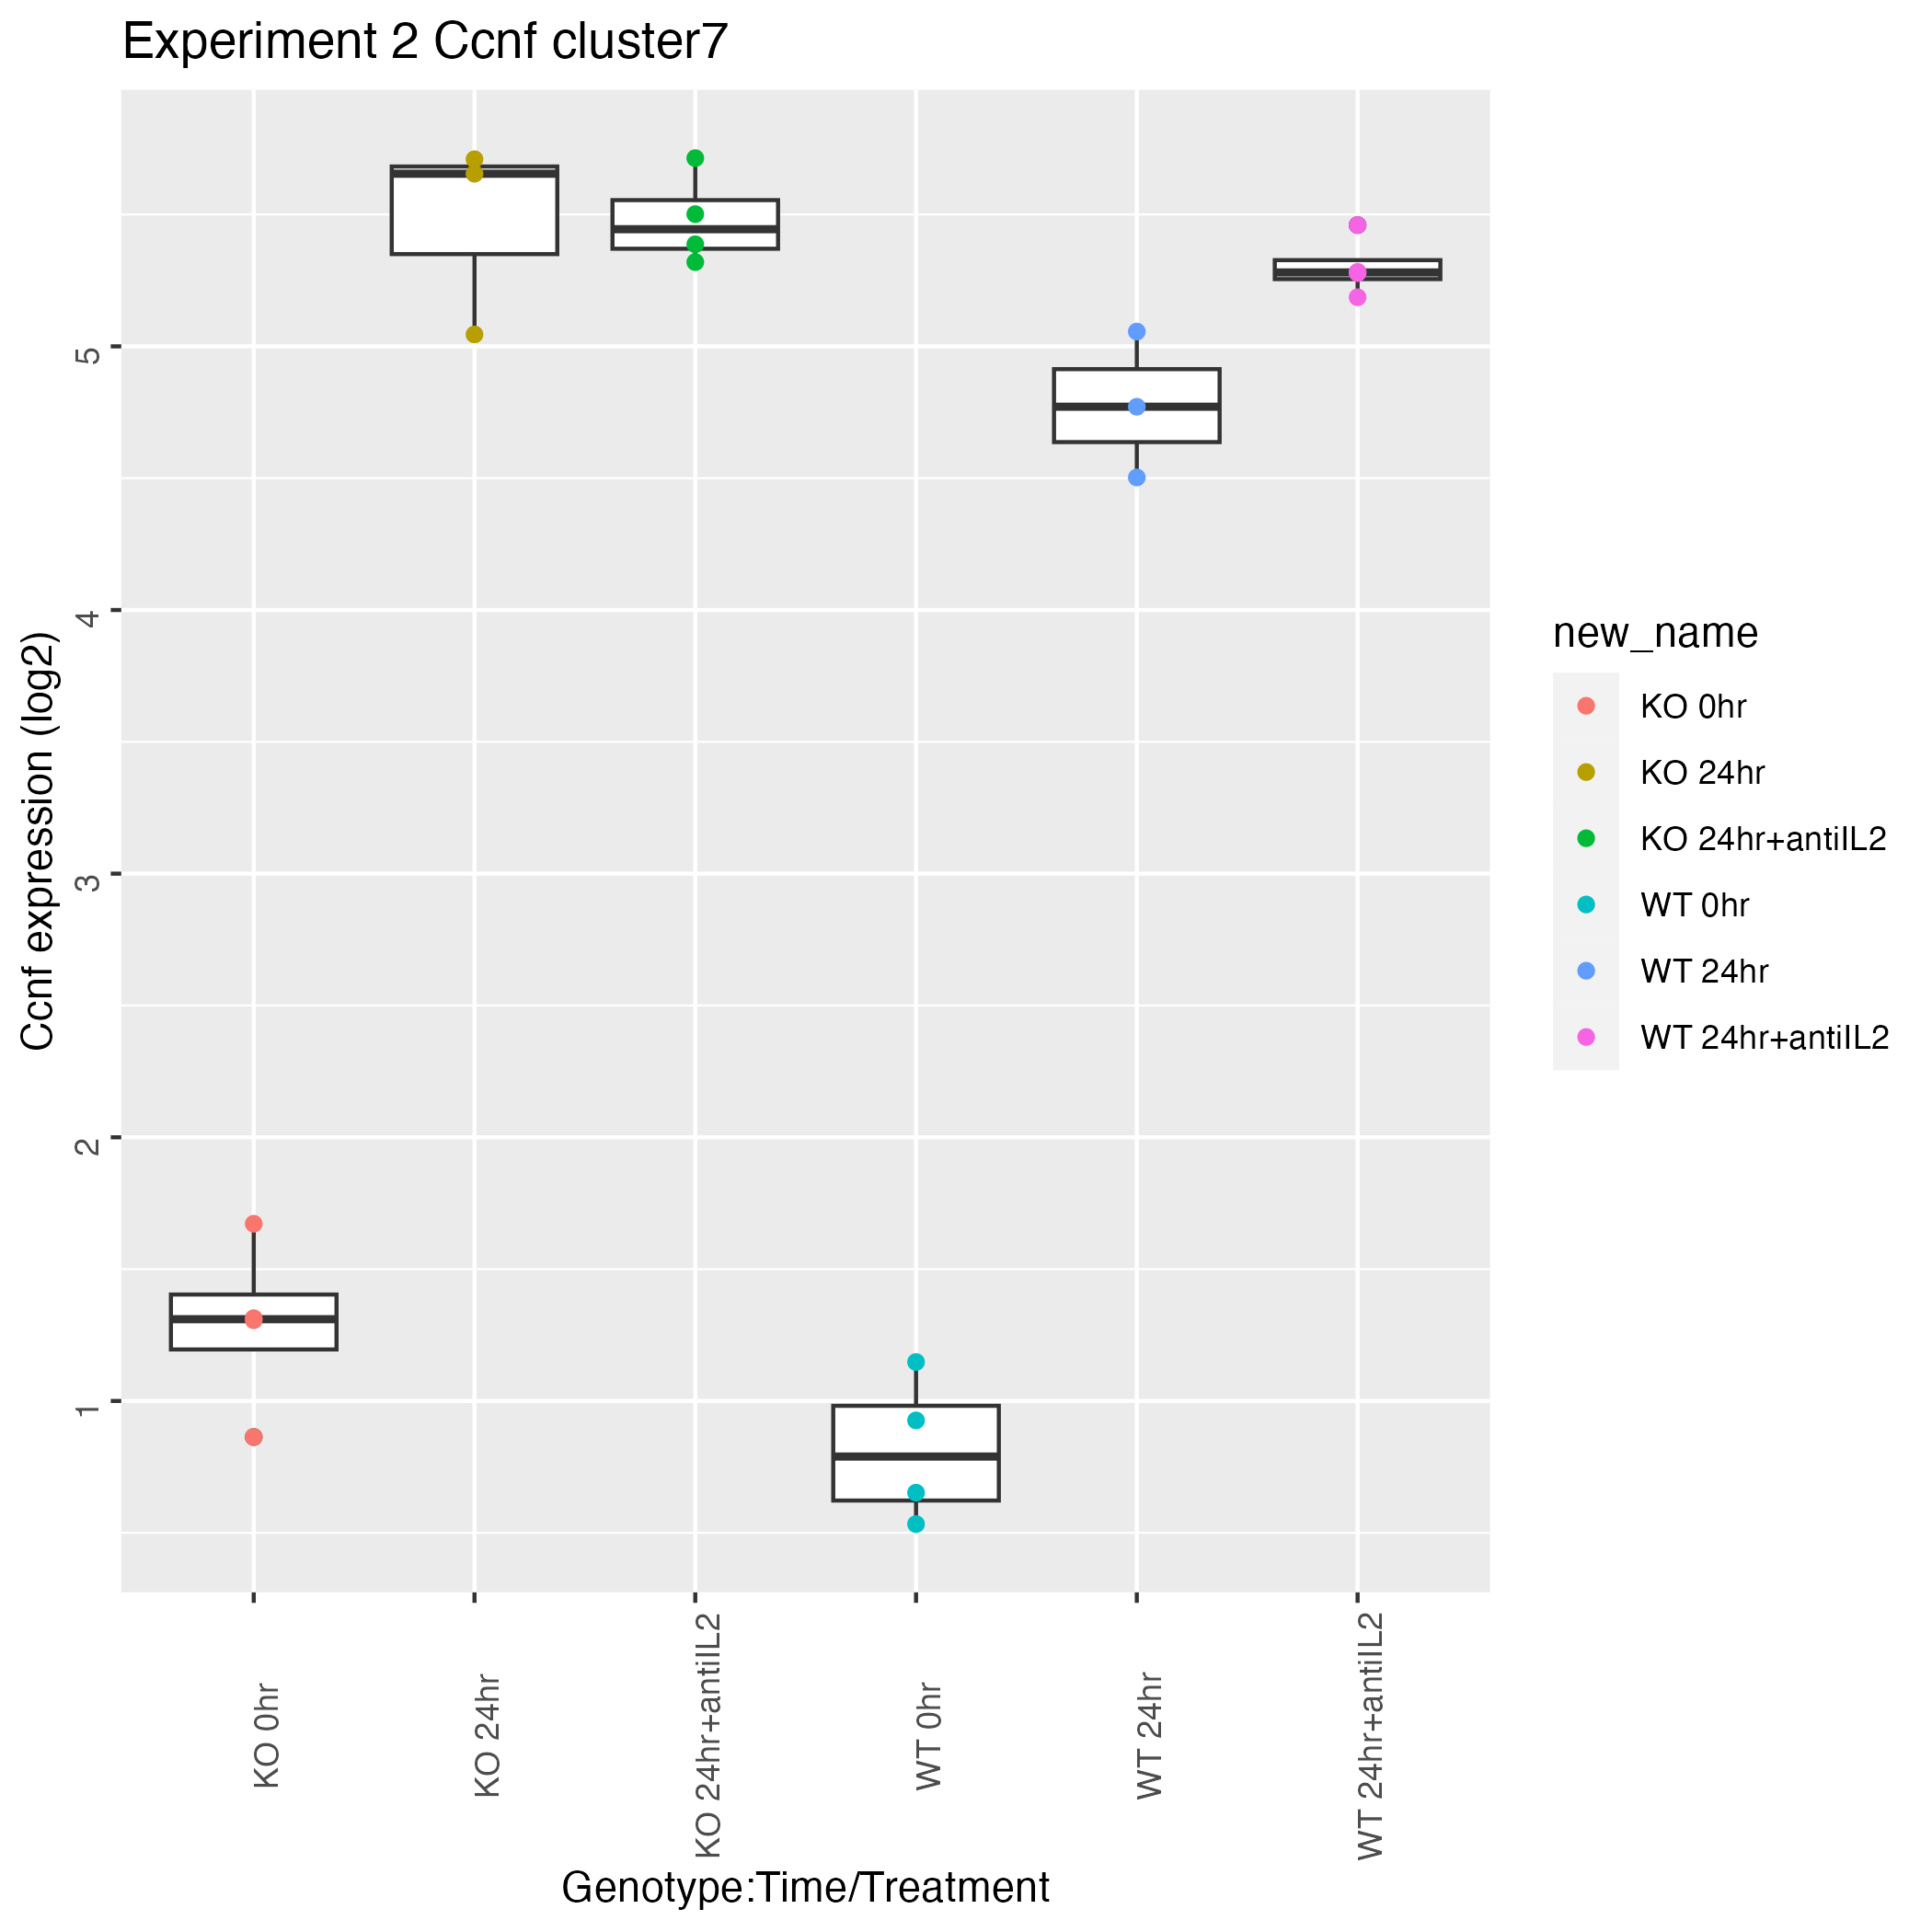 Experiment 2 Ccnf cluster7
Ccnf expression (log2)
5
4
3
2
1
KO 0hr
KO 24hr
KO 24hr+antiIL2
WT 0hr
WT 24hr
WT 24hr+antiIL2
Genotype:Time/Treatment
new_name
KO 0hr
KO 24hr
KO 24hr+antiIL2
WT 0hr
WT 24hr
WT 24hr+antiIL2